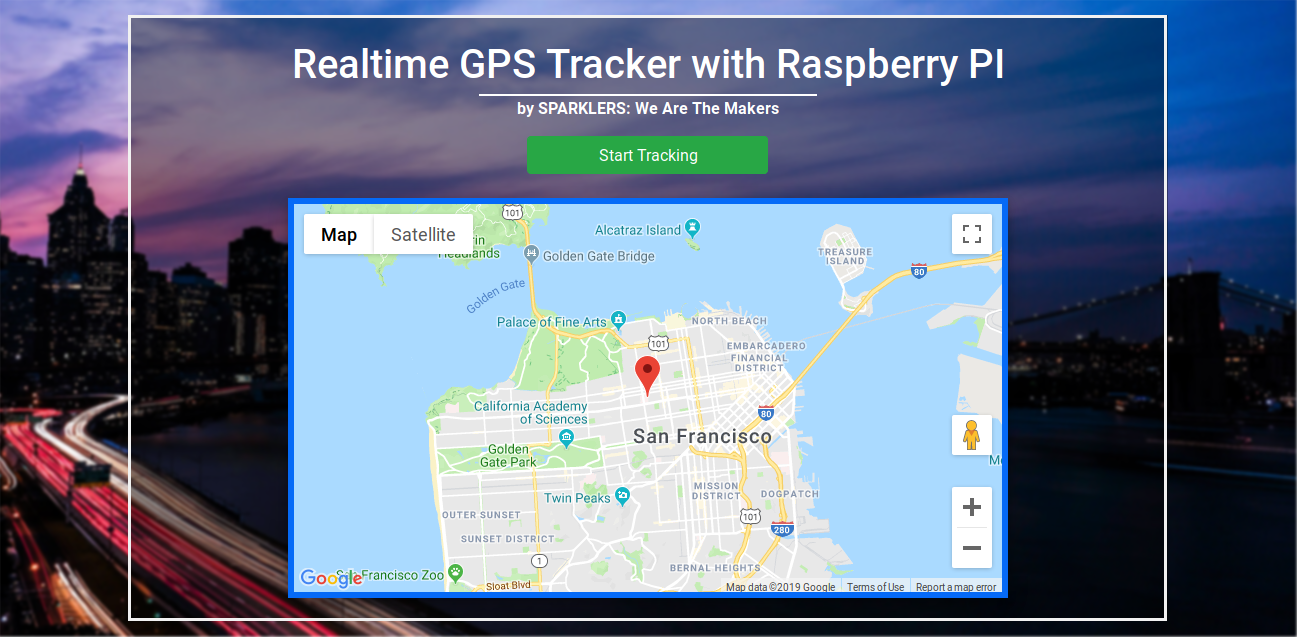 Realtime GPS Tracker with Raspberry PI
by SPARKLERS: We Are The Makers
Start Tracking
Map
Satellite
101
Alcatraz Island
Headlands
Golden Gate Bridge
TREASURE
ISLAND
80
Golden Gate
Palace of Fine Arts
NORTH BEACH
101
EMBARCADERO
FINANCIAL
DISTRICT
California Academy
of Sciences
80
San Francisco
Golden
Gate Park
MISSION
DISTRICT
Twin Peaks
DOGPATCH
OUTER SUNSET
101
280
SUNSET DISTRICT
1
BERNAL HEIGHTS
Google
Francisco Zoo
Sloat Blvd
Map data ©2019 Google
Terms of Use
Report a map error